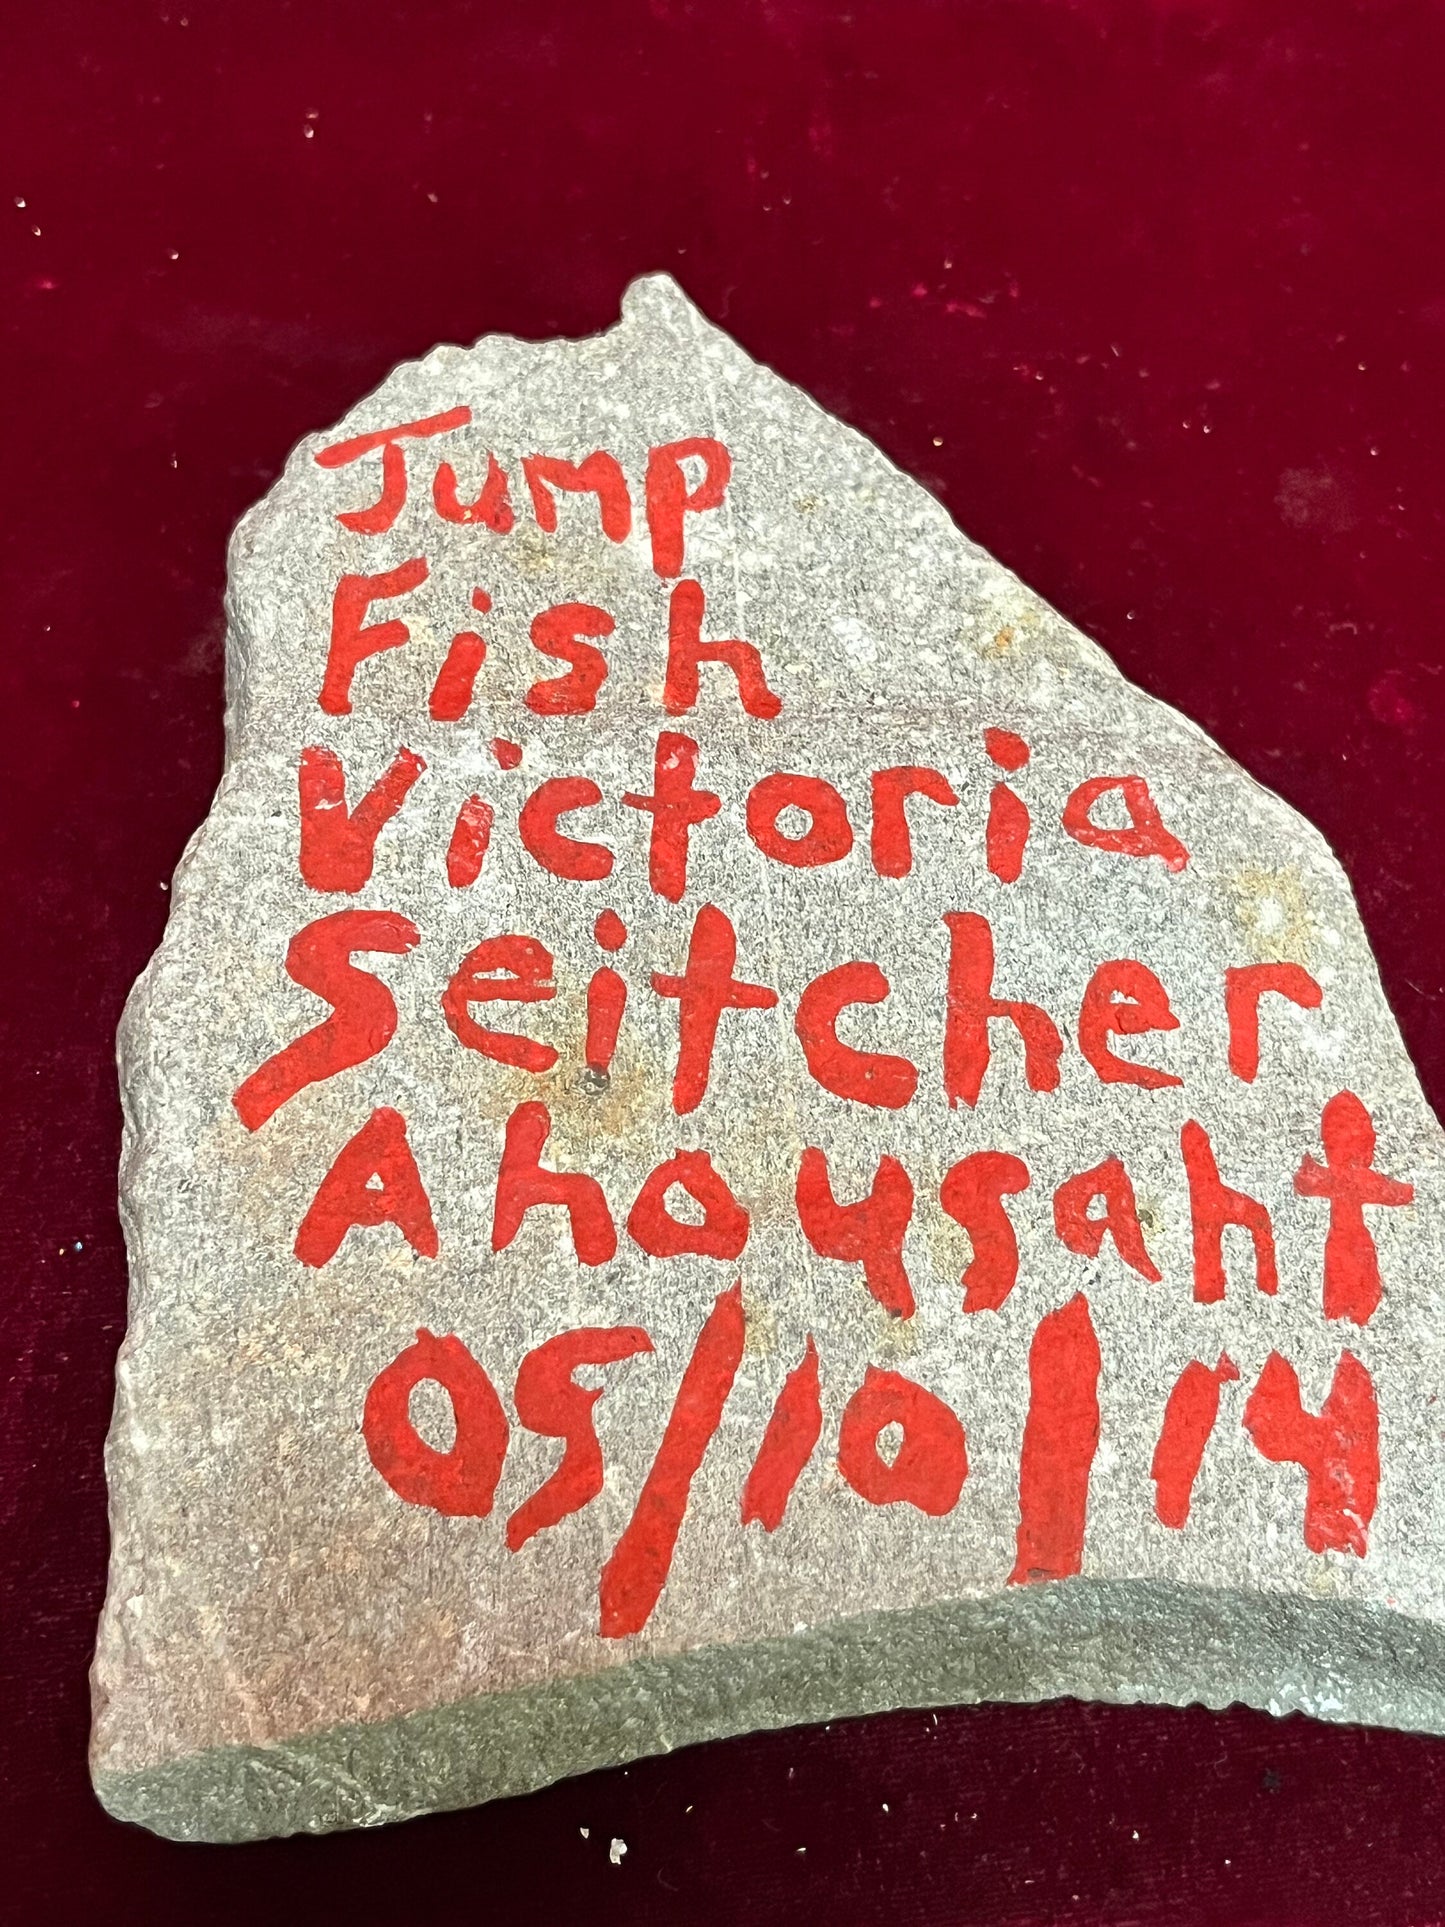 Jump
Fish
Victoria
Seitcher
Ahousaht
05/10/14